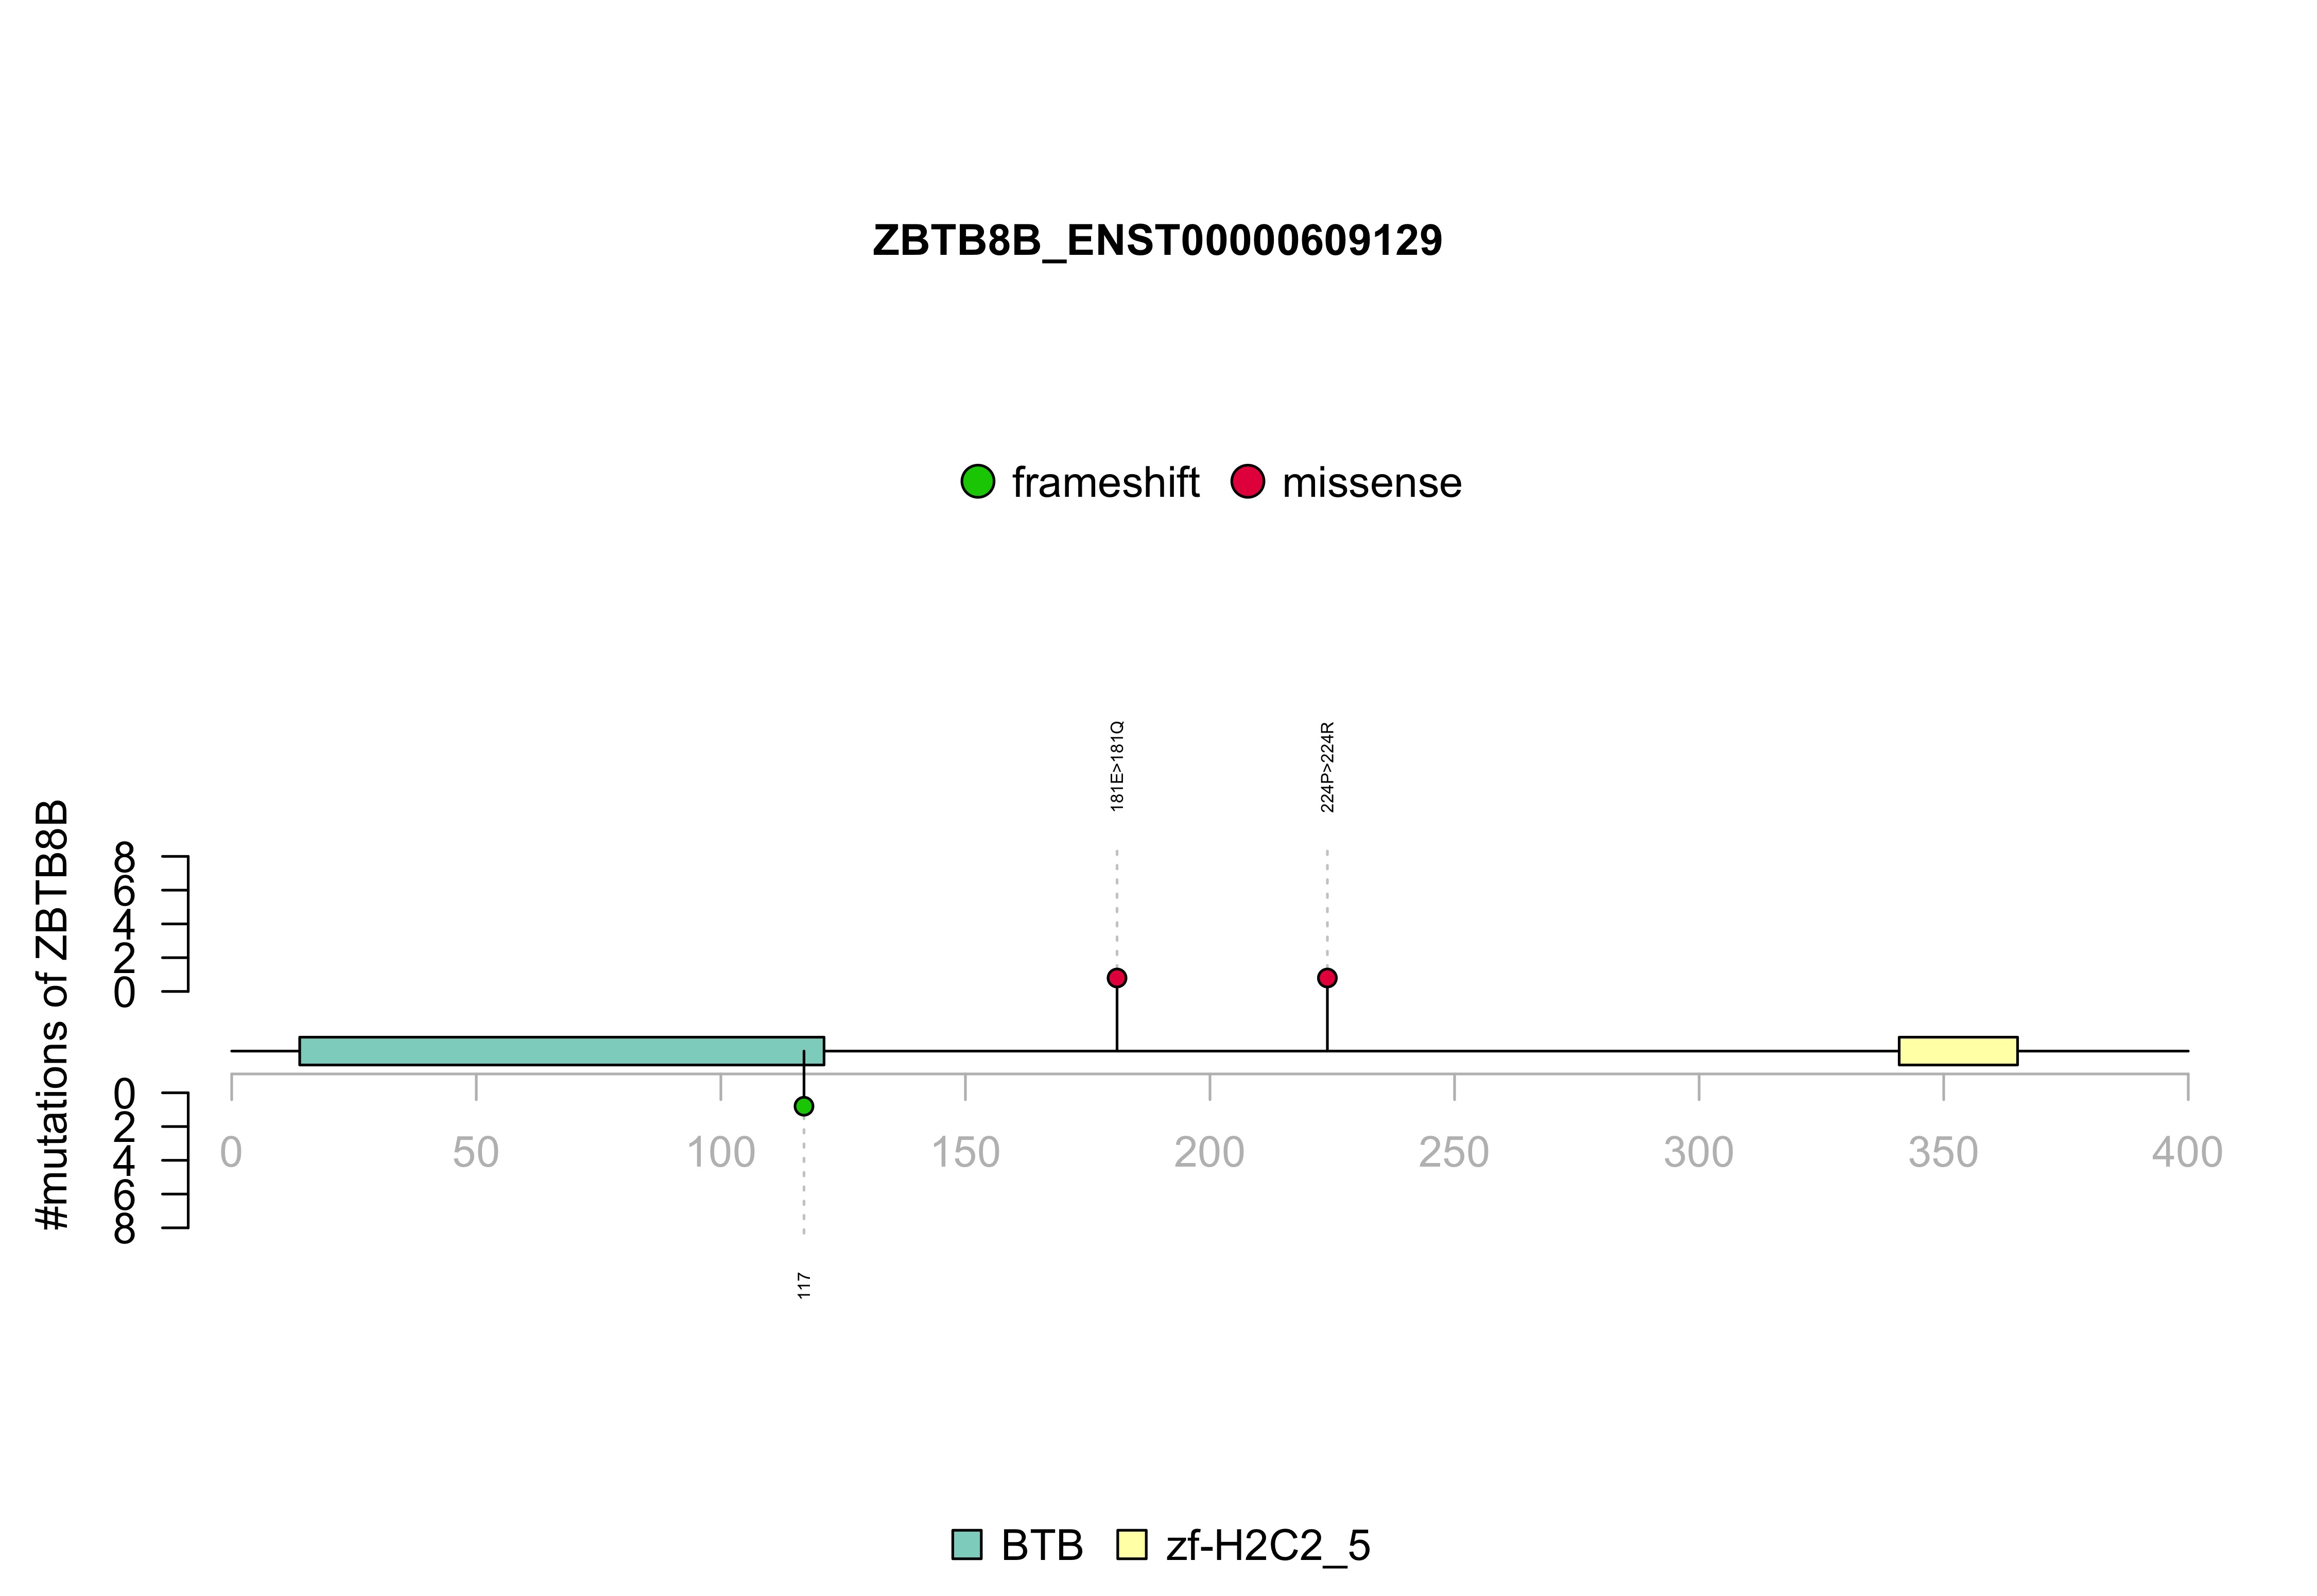 ZBTB8B_ENST00000609129
frameshift missense
181E>181Q
224P>224R
#mutations of ZBTB8B
8
6
4
2
0
0
2
4
6
8
0 50 100 150 200 250 300 350 400
117
BTB zf-H2C2_5